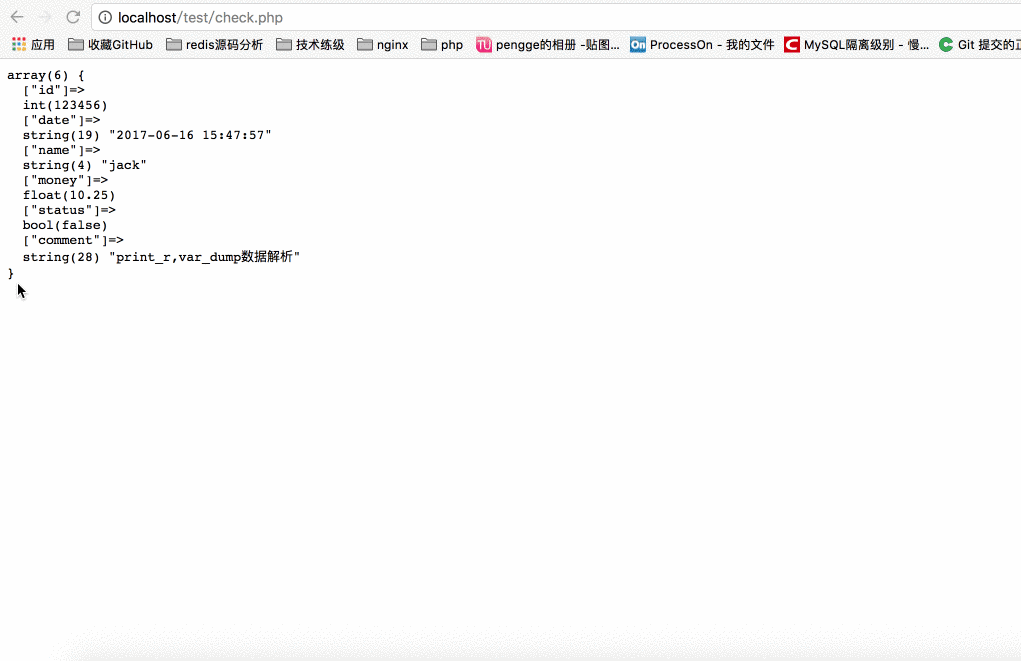 localhost/test/check.php
应用 收藏GitHub redis源码分析 技术练级 nginx php TU pengge的相册 -贴图... On ProcessOn - 我的文件 C MySQL隔离级别 - 慢... C Git 提交的正
array(6) {
  ["id"]=>
  int(123456)
  ["date"]=>
  string(19) "2017-06-16 15:47:57"
  ["name"]=>
  string(4) "jack"
  ["money"]=>
  float(10.25)
  ["status"]=>
  bool(false)
  ["comment"]=>
  string(28) "print_r,var_dump数据解析"
}